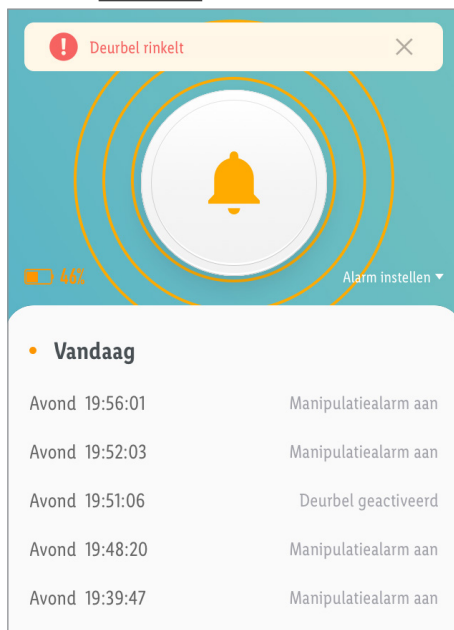 Deurbel rinkelt
46%
Alarm instellen
Vandaag
Avond 19:56:01 Manipulatiealarm aan
Avond 19:52:03 Manipulatiealarm aan
Avond 19:51:06 Deurbel geactiveerd
Avond 19:48:20 Manipulatiealarm aan
Avond 19:39:47 Manipulatiealarm aan